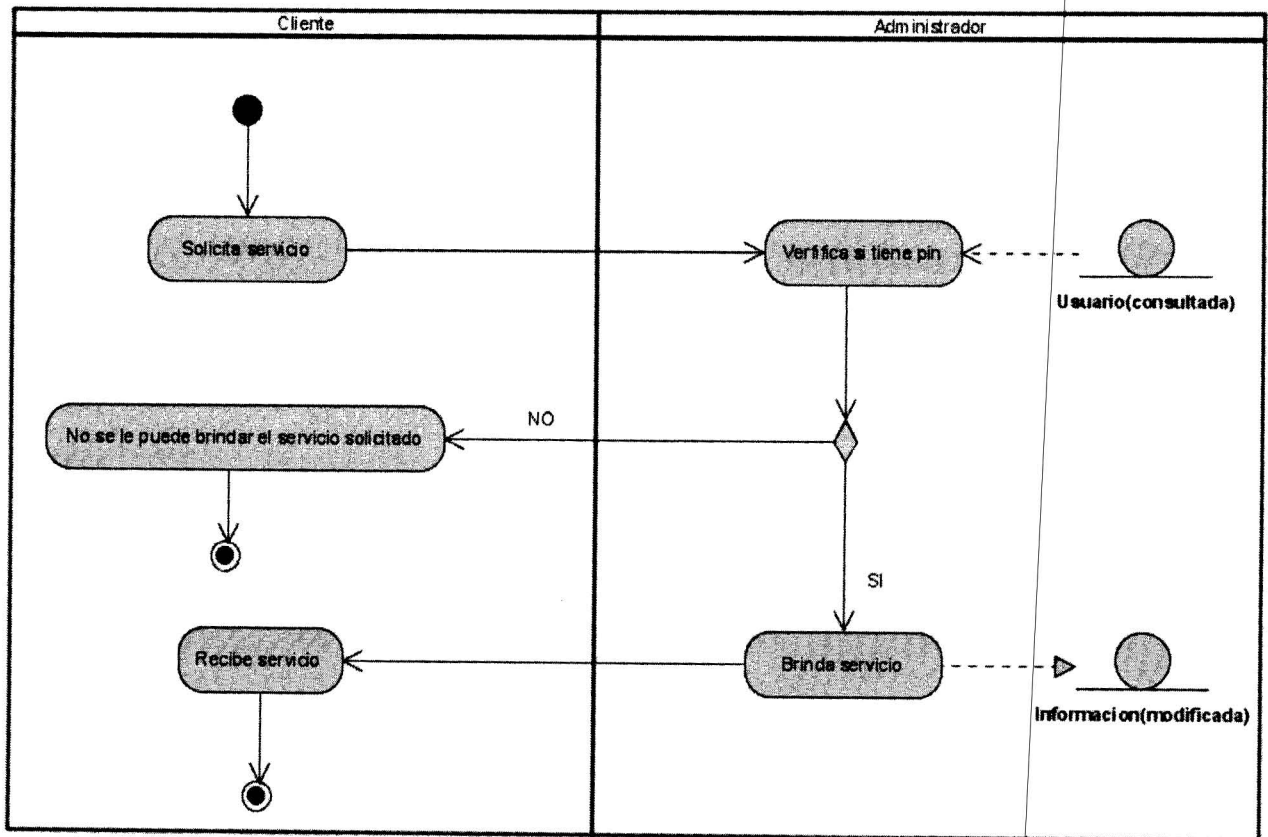 Cliente
Administrador
Solicita servicio
Verfifica si tiene pin
Usuario(consultada)
No se le puede brindar el servicio solicitado
NO
SI
Recibe servicio
Brinda servicio
Informacion(modificada)